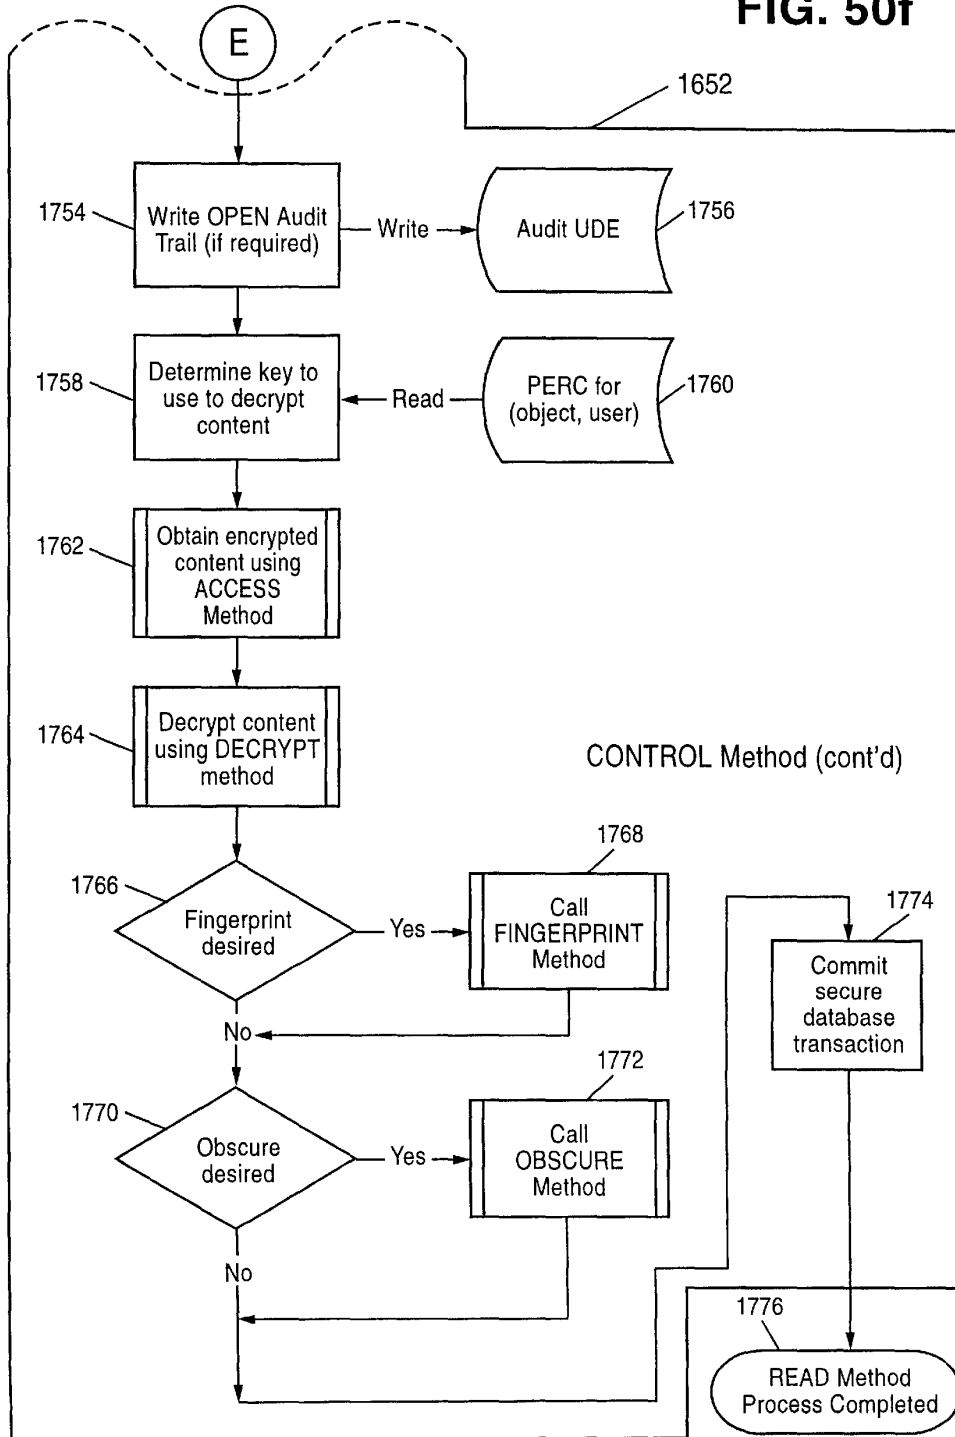 FIG. 50f
E
1652
1754
Write OPEN Audit
Trail (if required)
Write
Audit UDE
1756
1758
Determine key to
use to decrypt
content
Read
PERC for
(object, user)
1760
1762
Obtain encrypted
content using
ACCESS
Method
1764
Decrypt content
using DECRYPT
method
CONTROL Method (cont'd)
1766
Fingerprint
desired
Yes
1768
Call
FINGERPRINT
Method
1774
Commit
secure
database
transaction
No
1770
Obscure
desired
Yes
1772
Call
OBSCURE
Method
No
1776
READ Method
Process Completed